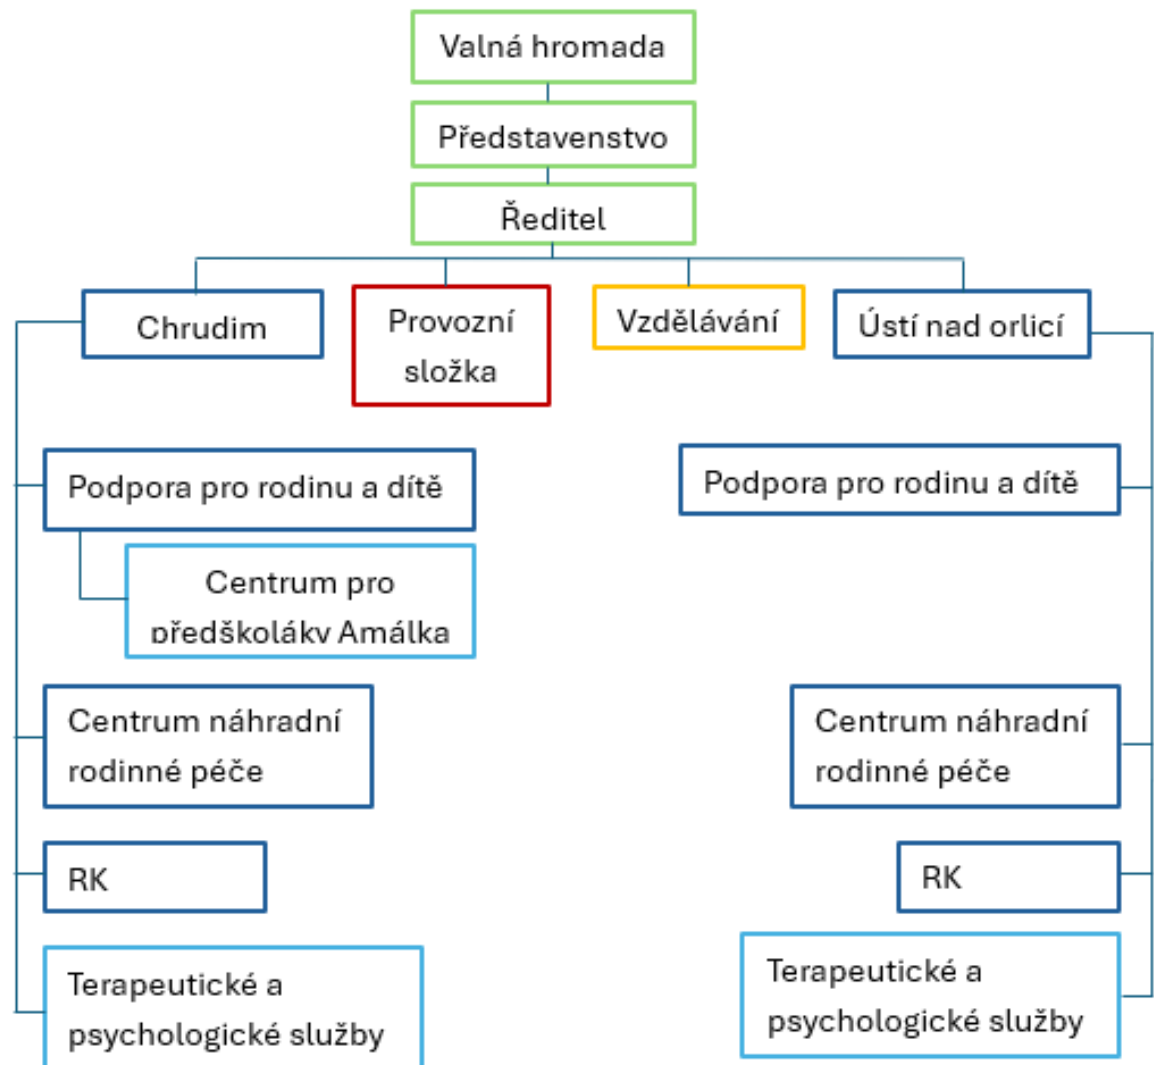 Valná hromada
Představenstvo
Ředitel
Chrudim
Provozní
složka
Vzdělávání
Ústí nad orlicí
Podpora pro rodinu a dítě
Podpora pro rodinu a dítě
Centrum pro
předškoláky Amálka
Centrum náhradní
rodinné péče
Centrum náhradní
rodinné péče
RK
RK
Terapeutické a
psychologické služby
Terapeutické a
psychologické služby